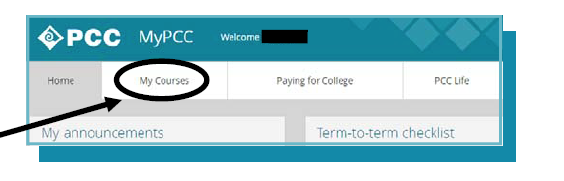 PCC MyPCC Welcome
Home My Courses Paying for College PCC Life
My announcements Term-to-term checklist